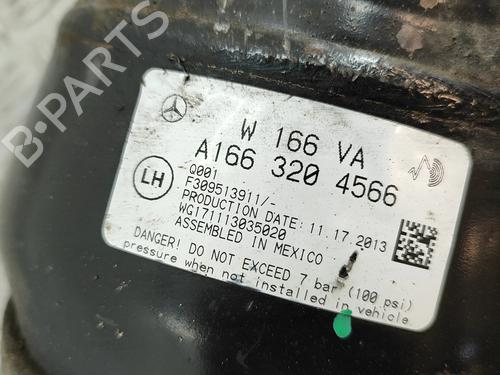 B-PARTS
W 166 VA
A166 320 4566
LH
Q001
F309513911/-
PRODUCTION DATE: 11.17.2013
WG171113035020
ASSEMBLED IN MEXICO
DANGER! DO NOT EXCEED 7 bar (100 psi)
pressure when not installed in vehicle